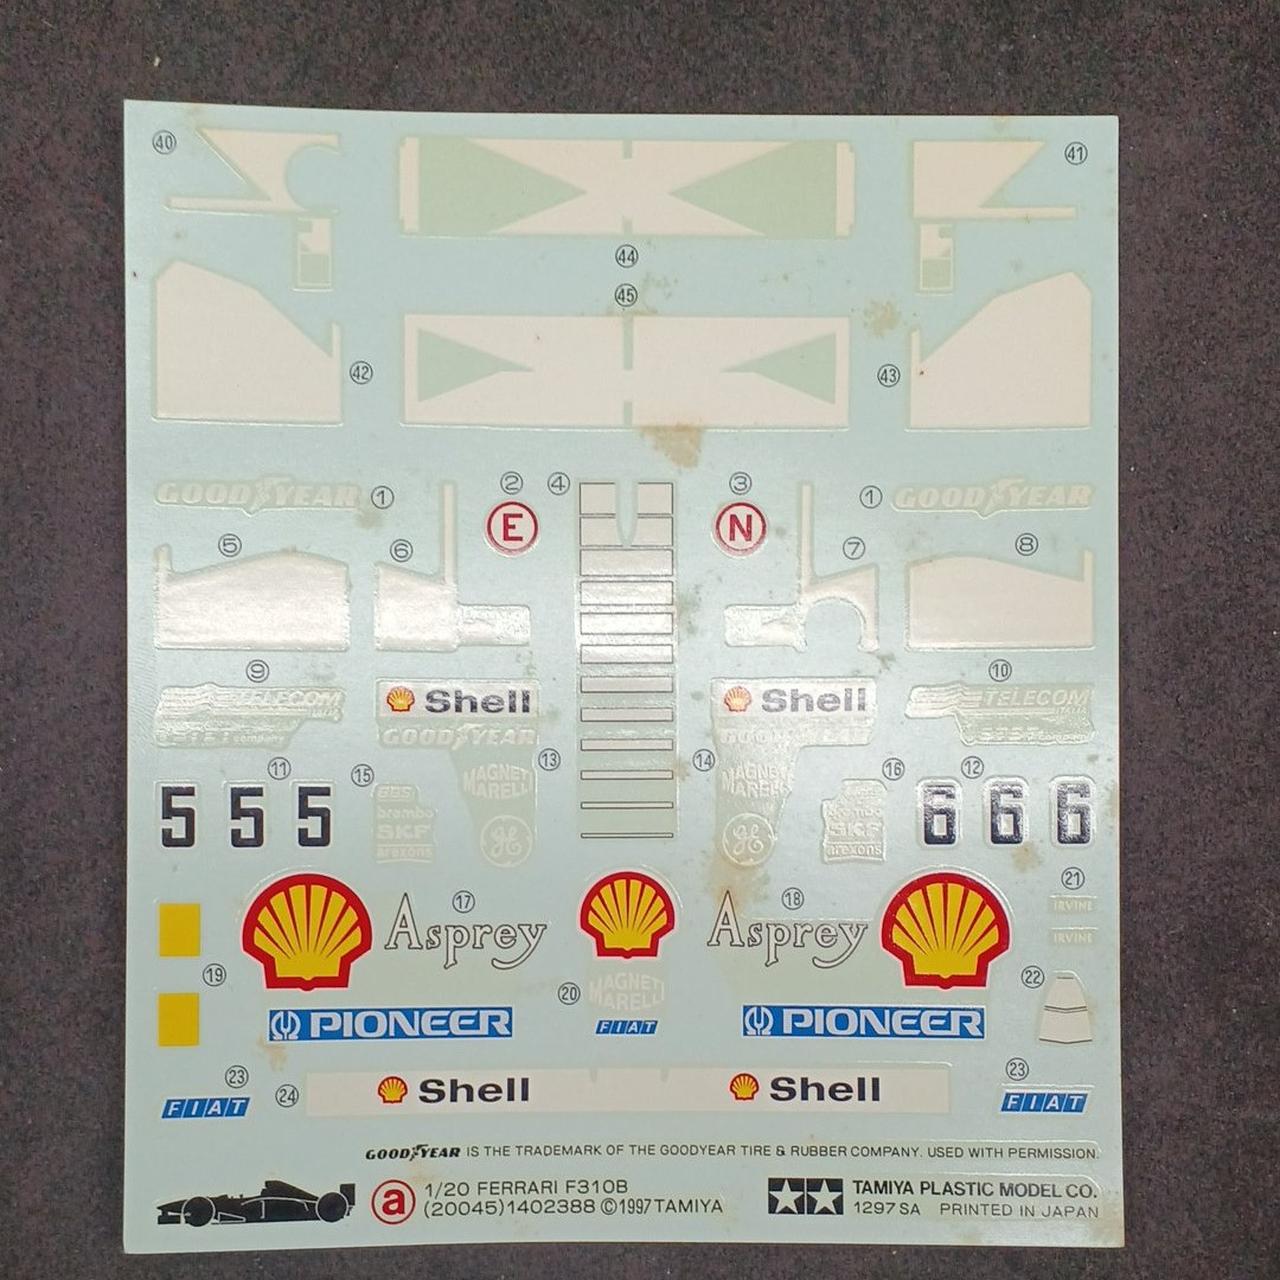 40
41
44
45
42
43
GOODYEAR 1
2
4
3
1 GOODYEAR
E
N
5
6
7
8
9
10
TELECOM
Shell
Shell
TELECOM
GOODYEAR
GOODYEAR
11
15
13
14
16
12
MAGNETI
MARELLI
MAGNETI
MARELLI
5 5 5
BBS
brembo
SKF
arexons
GE
GE
brembo
SKF
arexons
6 6 6
17
18
21
Asprey
Asprey
IRVINE
IRVINE
19
20
22
MAGNETI
MARELLI
PIONEER
FIAT
PIONEER
23
24
23
FIAT
Shell
Shell
FIAT
GOODYEAR IS THE TRADEMARK OF THE GOODYEAR TIRE & RUBBER COMPANY. USED WITH PERMISSION.
a
1/20 FERRARI F310B
(20045)1402388 ©1997 TAMIYA
TAMIYA PLASTIC MODEL CO.
1297 SA PRINTED IN JAPAN